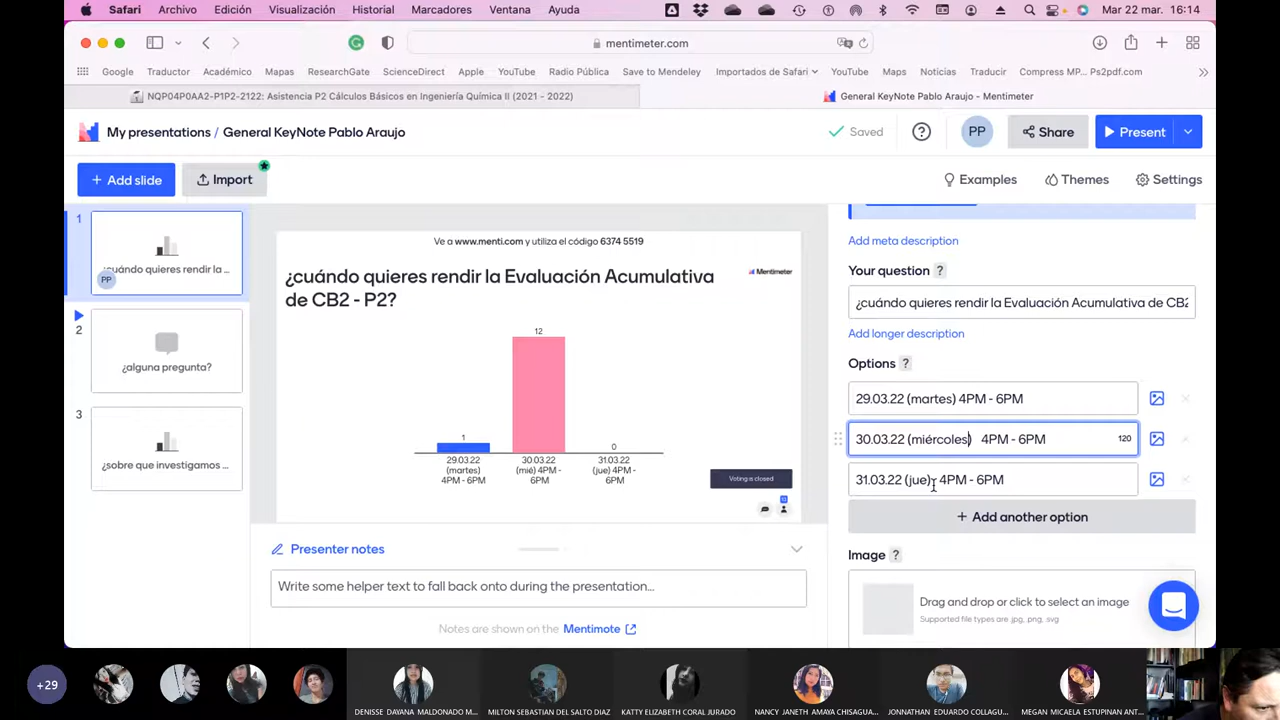 Safari Archivo Edición Visualización Historial Marcadores Ventana Ayuda Mar 22 mar. 16:14
mentimeter.com
Google Traductor Académico Mapas ResearchGate ScienceDirect Apple YouTube Radio Pública Save to Mendeley Importados de Safari YouTube Maps Noticias Traducir Compress MP... Ps2pdf.com
NQP04P0AA2-P1P2-2122: Asistencia P2 Cálculos Básicos en Ingeniería Química II (2021 - 2022) General KeyNote Pablo Araujo - Mentimeter
My presentations / General KeyNote Pablo Araujo Saved ? PP Share Present
+ Add slide Import Examples Themes Settings
1
¿cuándo quieres rendir la ...
PP
2
¿alguna pregunta?
3
¿sobre que investigamos ...
Ve a www.menti.com y utiliza el código 6374 5519
¿cuándo quieres rendir la Evaluación Acumulativa
de CB2 - P2?
Mentimeter
12
1
0
29.03.22
(martes)
4PM - 6PM
30.03.22
(mié) 4PM -
6PM
31.03.22
(jue) 4PM -
6PM
Voting is closed
Presenter notes
Write some helper text to fall back onto during the presentation...
Notes are shown on the Mentimote
Add meta description
Your question ?
¿cuándo quieres rendir la Evaluación Acumulativa de CB2
Add longer description
Options ?
29.03.22 (martes) 4PM - 6PM
30.03.22 (miércoles) 4PM - 6PM 120
31.03.22 (jue) 4PM - 6PM
+ Add another option
Image ?
Drag and drop or click to select an image
Supported file types are .jpg, .png, .svg
+29
DENISSE DAYANA MALDONADO M...
MILTON SEBASTIAN DEL SALTO DIAZ
KATTY ELIZABETH CORAL JURADO
NANCY JANETH AMAYA CHISAGUA...
JONNATHAN EDUARDO COLLAGU...
MEGAN MICAELA ESTUPINAN ANT...